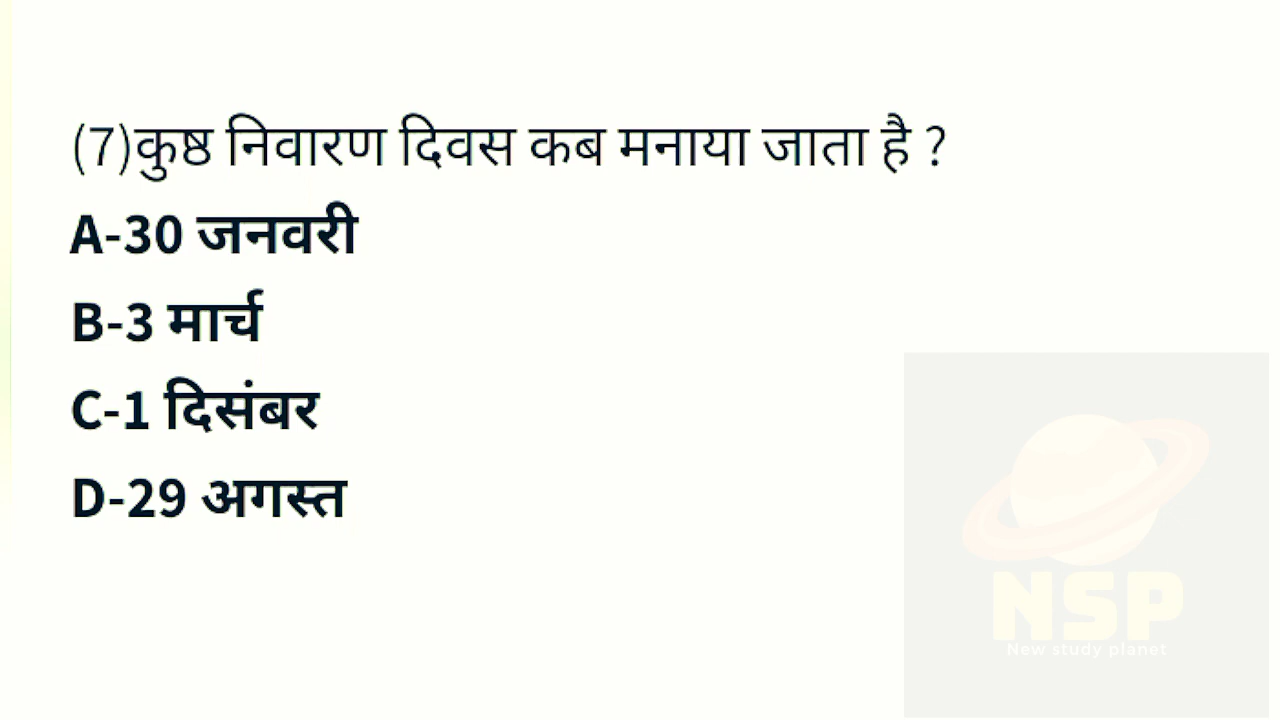 (7)कुष्ठ निवारण दिवस कब मनाया जाता है ?
A-30 जनवरी
B-3 मार्च
C-1 दिसंबर
D-29 अगस्त
NSP
New study planet